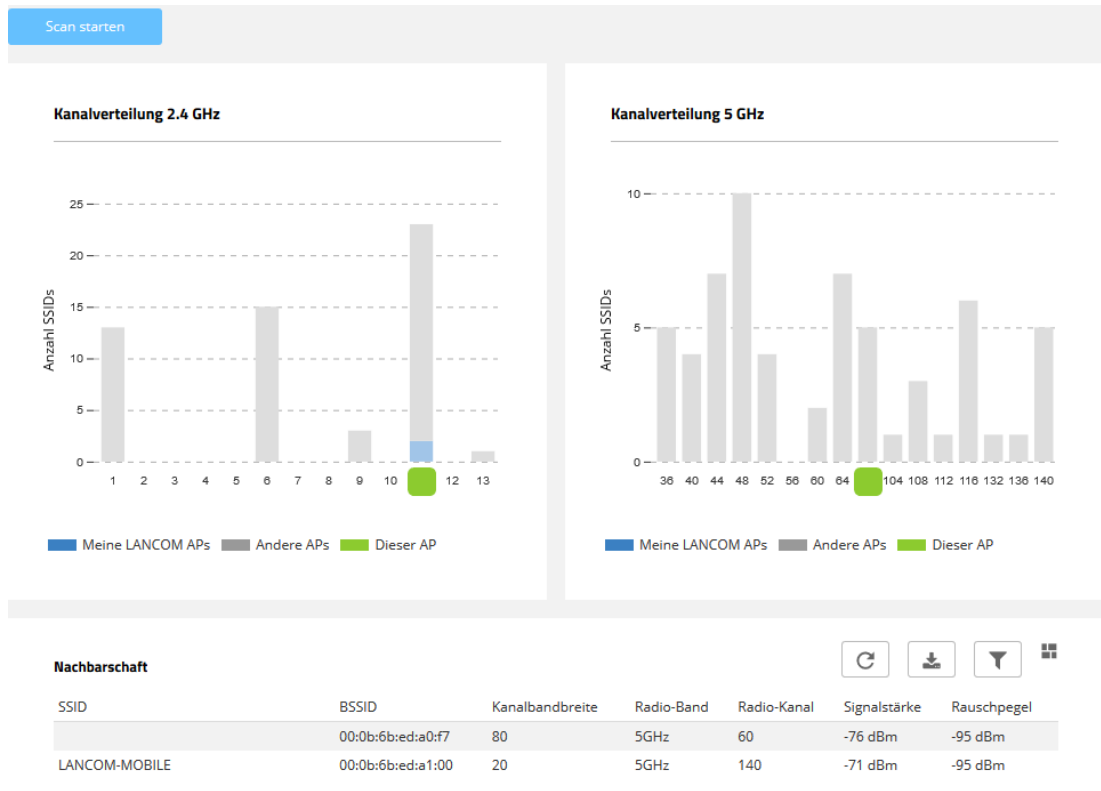 Scan starten
Kanalverteilung 2.4 GHz
25
20
15
10
5
0
Anzahl SSIDs
1 2 3 4 5 6 7 8 9 10 12 13
Meine LANCOM APs Andere APs Dieser AP
Kanalverteilung 5 GHz
10
5
0
Anzahl SSIDs
36 40 44 48 52 56 60 64 104 108 112 116 132 136 140
Meine LANCOM APs Andere APs Dieser AP
Nachbarschaft
SSID BSSID Kanalbandbreite Radio-Band Radio-Kanal Signalstärke Rauschpegel
00:0b:6b:ed:a0:f7 80 5GHz 60 -76 dBm -95 dBm
LANCOM-MOBILE 00:0b:6b:ed:a1:00 20 5GHz 140 -71 dBm -95 dBm